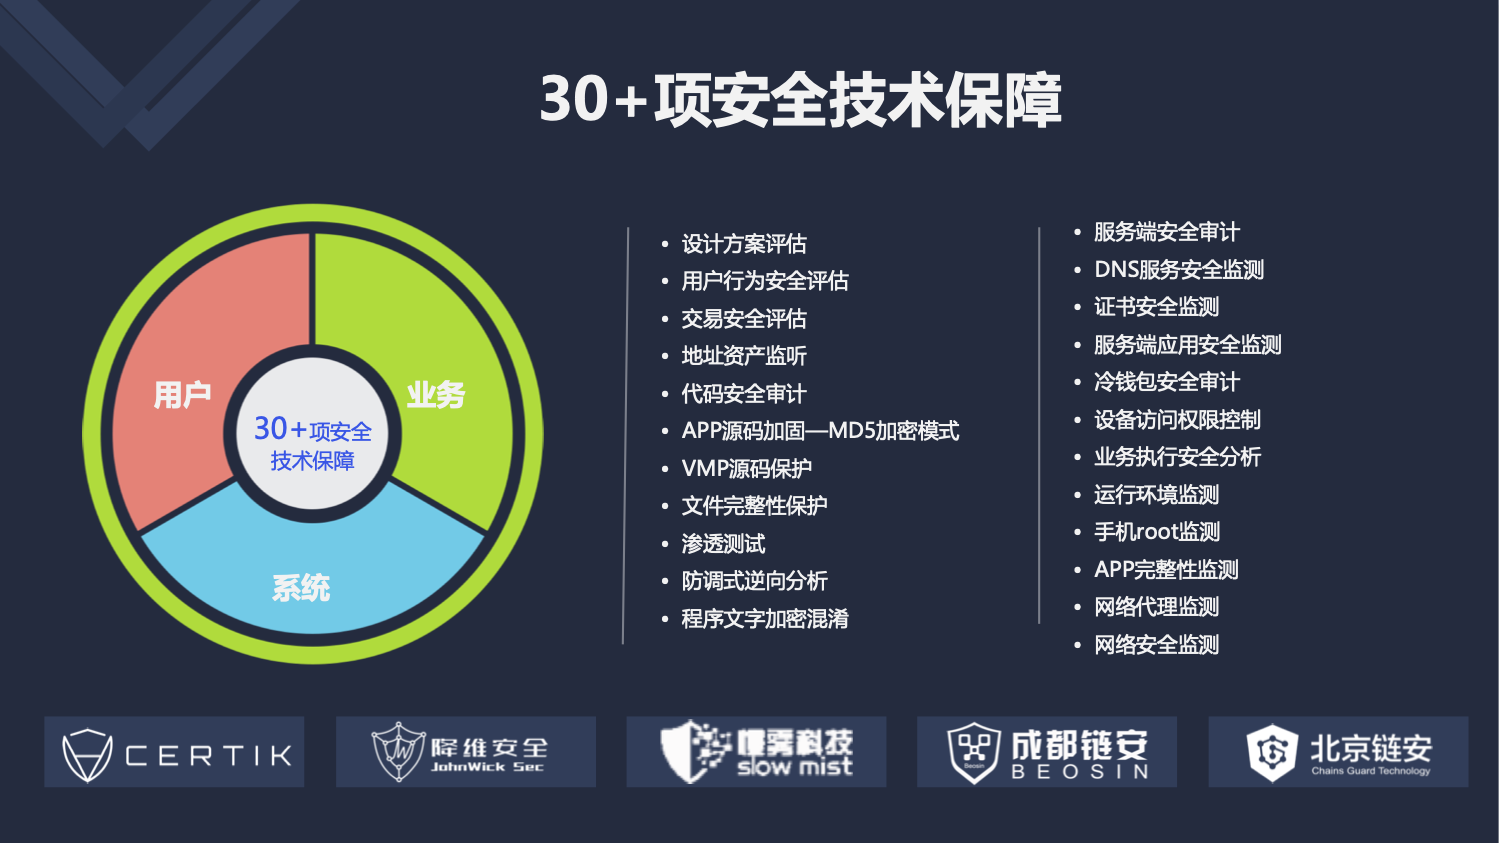 30+项安全技术保障
用户
业务
30+项安全
技术保障
系统
• 设计方案评估
• 用户行为安全评估
• 交易安全评估
• 地址资产监听
• 代码安全审计
• APP源码加固—MD5加密模式
• VMP源码保护
• 文件完整性保护
• 渗透测试
• 防调式逆向分析
• 程序文字加密混淆
• 服务端安全审计
• DNS服务安全监测
• 证书安全监测
• 服务端应用安全监测
• 冷钱包安全审计
• 设备访问权限控制
• 业务执行安全分析
• 运行环境监测
• 手机root监测
• APP完整性监测
• 网络代理监测
• 网络安全监测
CERTIK
JW
降维安全
JohnWick Sec
慢雾科技
slow mist
Beosin
成都链安
BEOSIN
北京链安
Chains Guard Technology